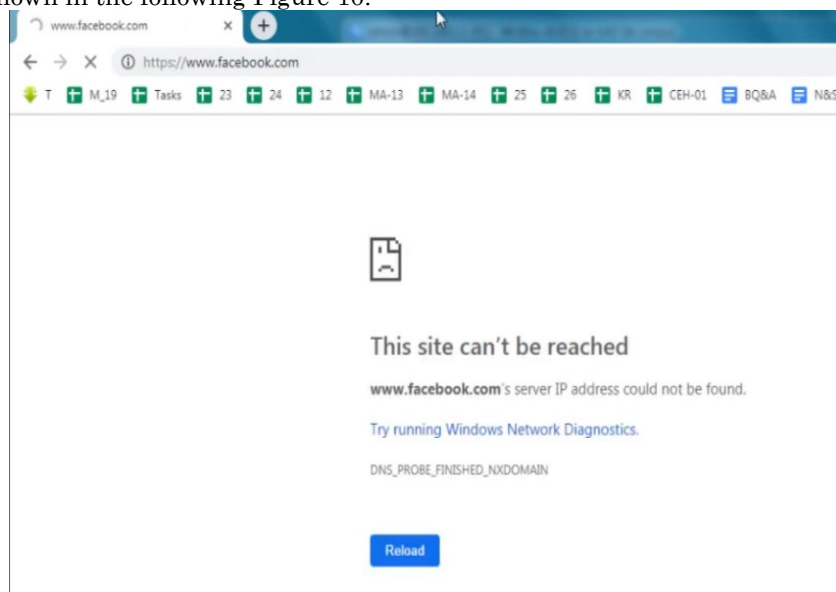 nown in the following Figure 10.
www.facebook.com
https://www.facebook.com
T M_19 Tasks 23 24 12 MA-13 MA-14 25 26 KR CEH-01 BQ&A N&S
This site can't be reached
www.facebook.com's server IP address could not be found.
Try running Windows Network Diagnostics.
DNS_PROBE_FINISHED_NXDOMAIN
Reload